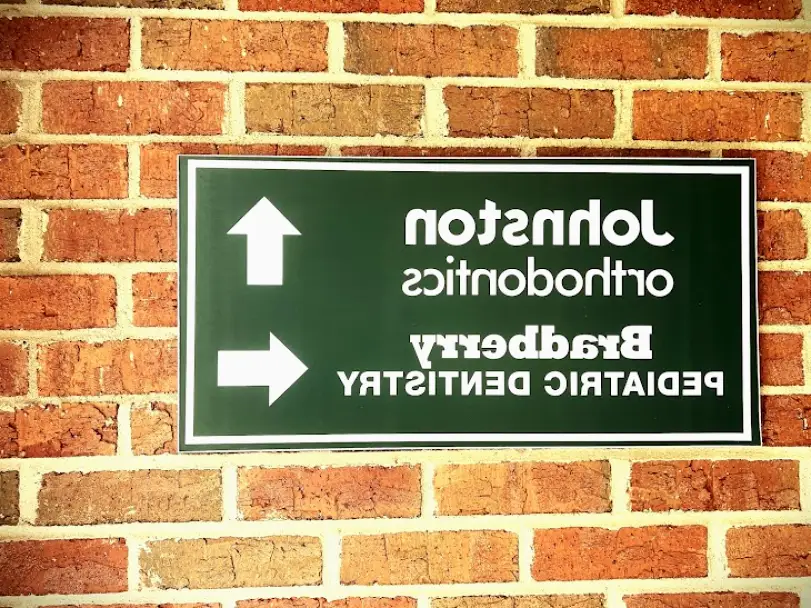 Johnston
orthodontics
Bradberry
PEDIATRIC DENTISTRY